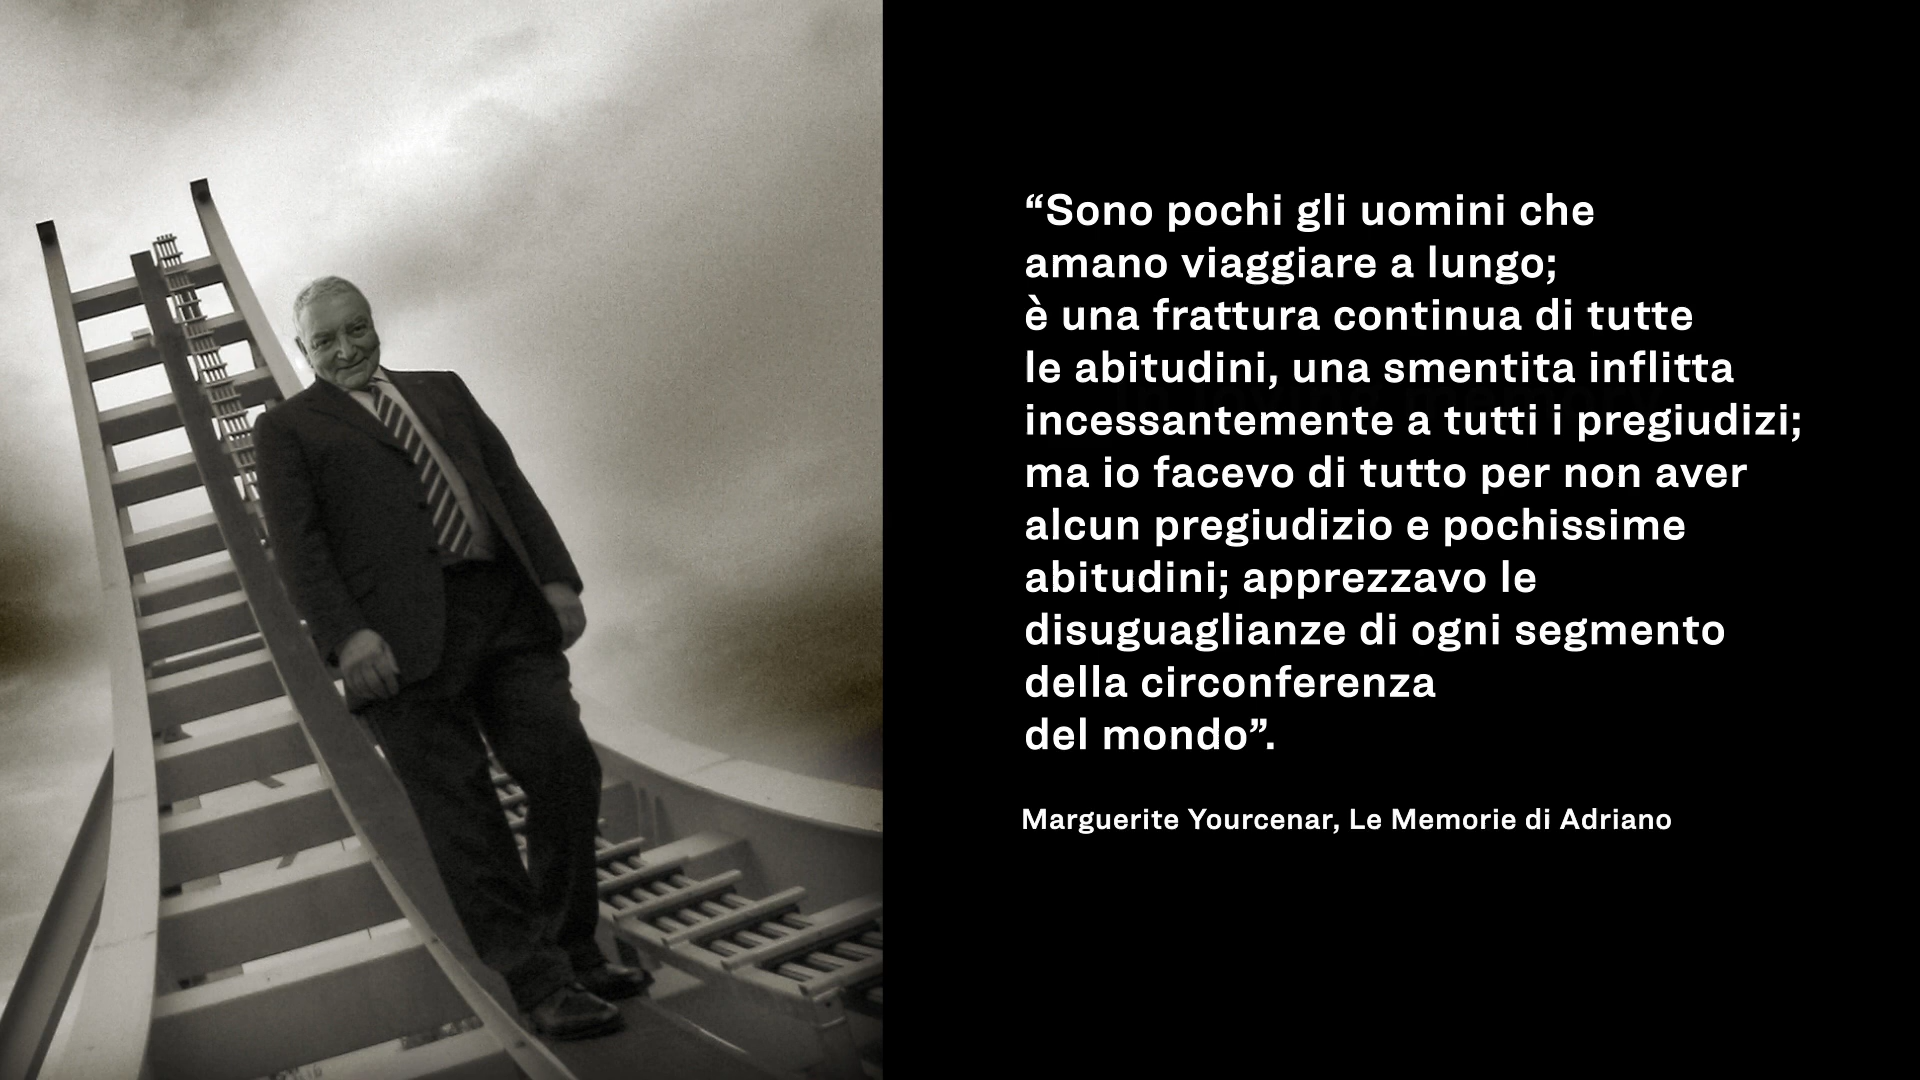 “Sono pochi gli uomini che
amano viaggiare a lungo;
è una frattura continua di tutte
le abitudini, una smentita inflitta
incessantemente a tutti i pregiudizi;
ma io facevo di tutto per non aver
alcun pregiudizio e pochissime
abitudini; apprezzavo le
disuguaglianze di ogni segmento
della circonferenza
del mondo”.
Marguerite Yourcenar, Le Memorie di Adriano